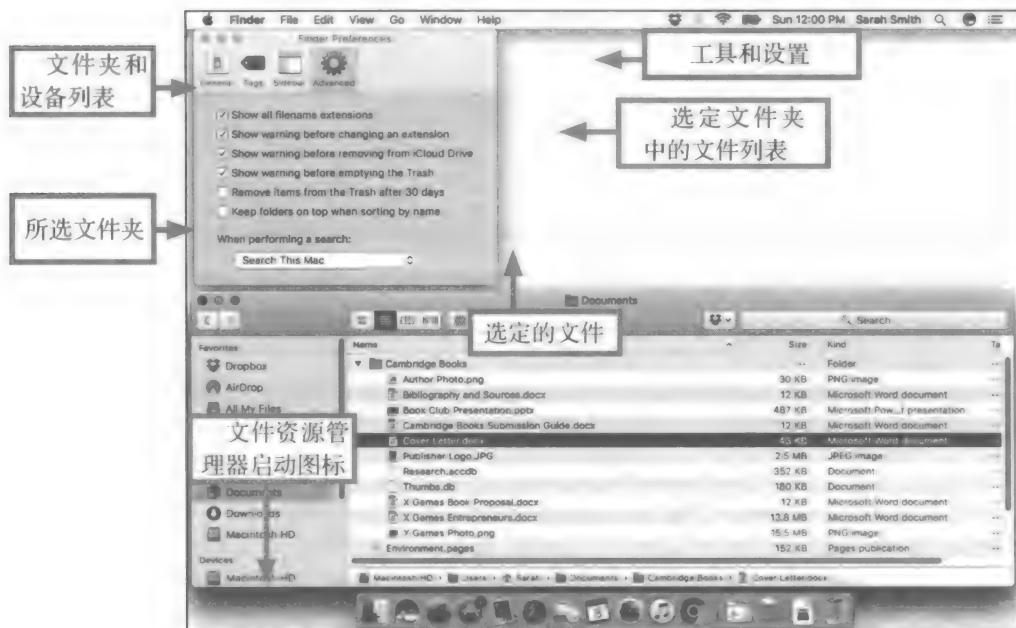 Finder File Edit View Go Window Help
Sun 12:00 PM Sarah Smith
Finder Preferences
General Tags Sidebar Advanced
Show all filename extensions
Show warning before changing an extension
Show warning before removing from iCloud Drive
Show warning before emptying the Trash
Remove items from the Trash after 30 days
Keep folders on top when sorting by name
When performing a search:
Search This Mac
文件夹和
设备列表
所选文件夹
工具和设置
选定文件夹
中的文件列表
选定的文件
文件资源管
理器启动图标
Documents
Search
Favorites
Dropbox
AirDrop
All My Files
Documents
Downloads
Macintosh HD
Devices
Macintosh HD
Name Size Kind Ta
Cambridge Books -- Folder
Author Photo.png 30 KB PNG image
Bibliography and Sources.docx 12 KB Microsoft Word document
Book Club Presentation.pptx 487 KB Microsoft Pow...t presentation
Cambridge Books Submission Guide.docx 12 KB Microsoft Word document
Cover Letter.docx 43 KB Microsoft Word document
Publisher Logo.JPG 2.5 MB JPEG image
Research.accdb 352 KB Document
Thumbs.db 180 KB Document
X Games Book Proposal.docx 12 KB Microsoft Word document
X Games Entrepreneurs.docx 13.8 MB Microsoft Word document
X Games Photo.png 15.5 MB PNG image
Environment.pages 152 KB Pages publication
Macintosh HD Users Sarah Documents Cambridge Books Cover Letter.docx